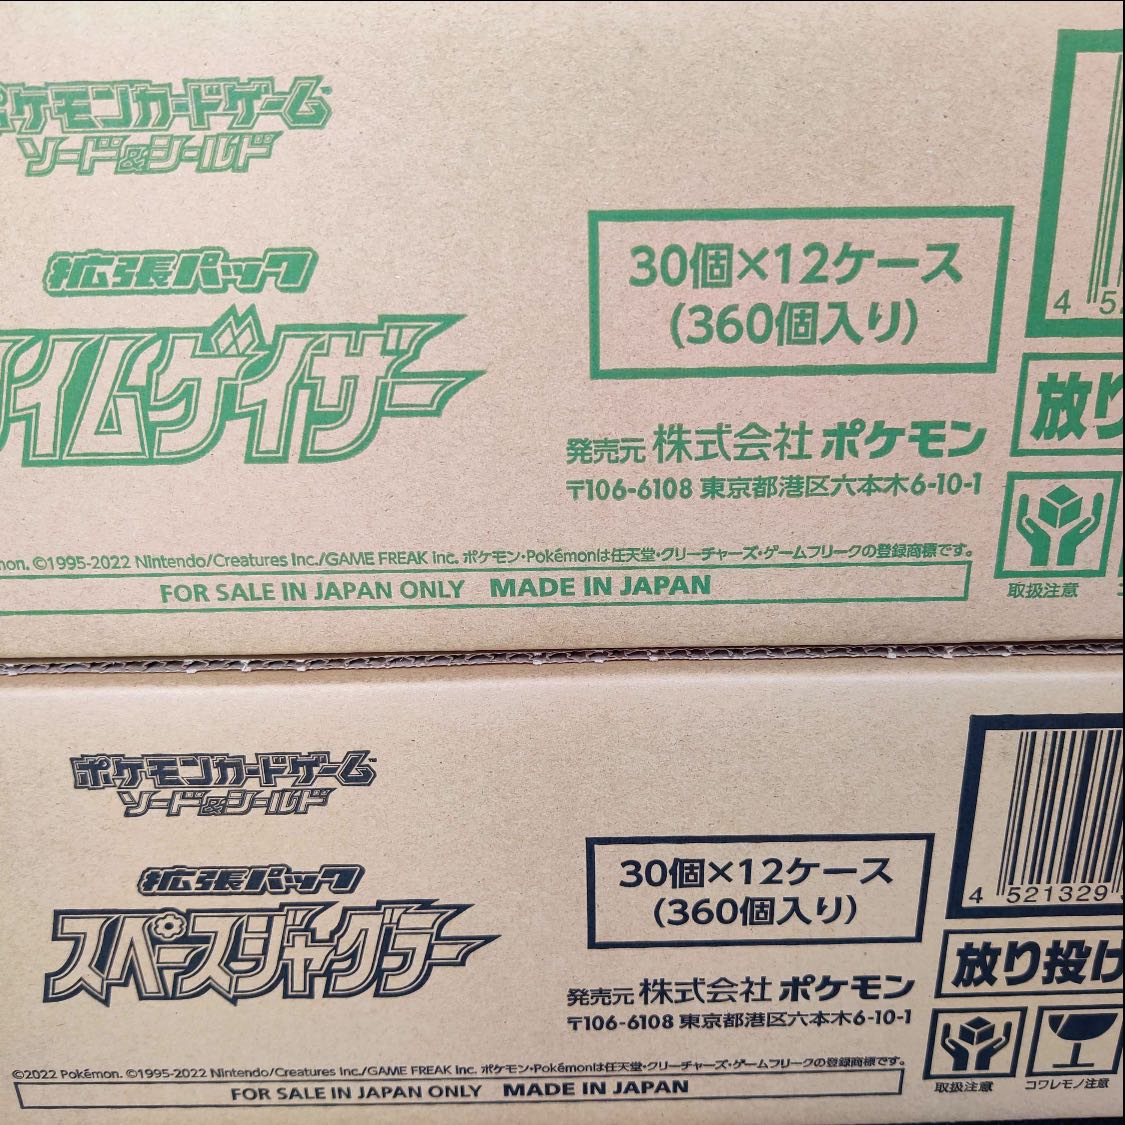 ポケモンカードゲーム
ソード&シールド
拡張パック
タイムゲイザー
30個×12ケース
(360個入り)
発売元 株式会社 ポケモン
〒106-6108 東京都港区六本木6-10-1
mon. ©1995-2022 Nintendo/Creatures Inc./GAME FREAK inc. ポケモン・Pokémonは任天堂・クリーチャーズ・ゲームフリークの登録商標です。
FOR SALE IN JAPAN ONLY MADE IN JAPAN
4 52
放り
取扱注意
ポケモンカードゲーム
ソード&シールド
拡張パック
スペースジャグラー
30個×12ケース
(360個入り)
発売元 株式会社 ポケモン
〒106-6108 東京都港区六本木6-10-1
©2022 Pokémon. ©1995-2022 Nintendo/Creatures Inc./GAME FREAK inc. ポケモン・Pokémonは任天堂・クリーチャーズ・ゲームフリークの登録商標です。
FOR SALE IN JAPAN ONLY MADE IN JAPAN
4 521329
放り投げ
取扱注意
コワレモノ注意